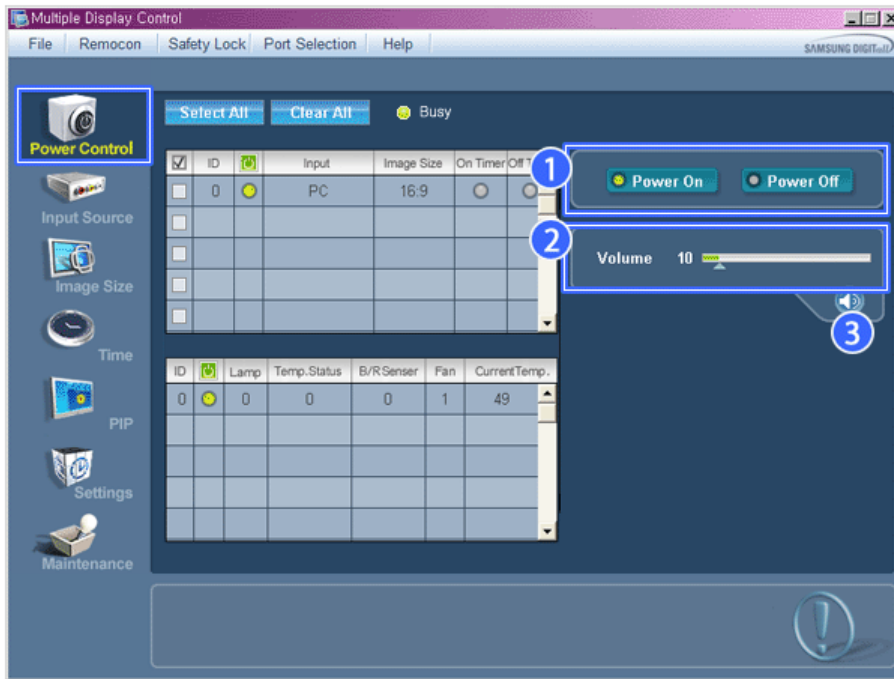 Multiple Display Control
File Remocon Safety Lock Port Selection Help
SAMSUNG DIGITall
Select All Clear All Busy
Power Control
Input Source
Image Size
Time
PIP
Settings
Maintenance
ID Input Image Size On Timer Off T
0 PC 16:9
1
Power On Power Off
2
Volume 10
3
ID Lamp Temp.Status B/RSenser Fan CurrentTemp.
0 0 0 0 1 49